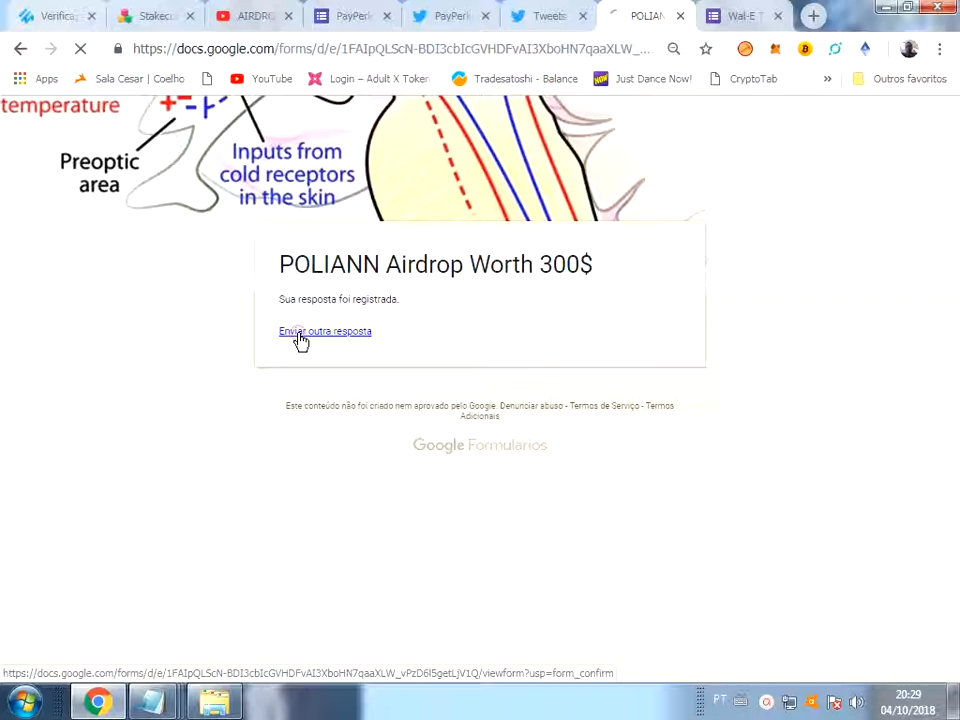 Verifica
Stakecu
AIRDRO
PayPerk
PayPerk
Tweets
POLIAN
Wal-E T
https://docs.google.com/forms/d/e/1FAIpQLScN-BDI3cbIcGVHDFvAI3XboHN7qaaXLW_...
Apps
Sala Cesar | Coelho
YouTube
Login – Adult X Token
Tradesatoshi - Balance
Just Dance Now!
CryptoTab
»
Outros favoritos
temperature
Preoptic
area
Inputs from
cold receptors
in the skin
POLIANN Airdrop Worth 300$
Sua resposta foi registrada.
Enviar outra resposta
Este conteúdo não foi criado nem aprovado pelo Google. Denunciar abuso - Termos de Serviço - Termos
Adicionais
Google Formularios
https://docs.google.com/forms/d/e/1FAIpQLScN-BDI3cbIcGVHDFvAI3XboHN7qaaXLW_vPzD6l5getLjV1Q/viewform?usp=form_confirm
PT
20:29
04/10/2018